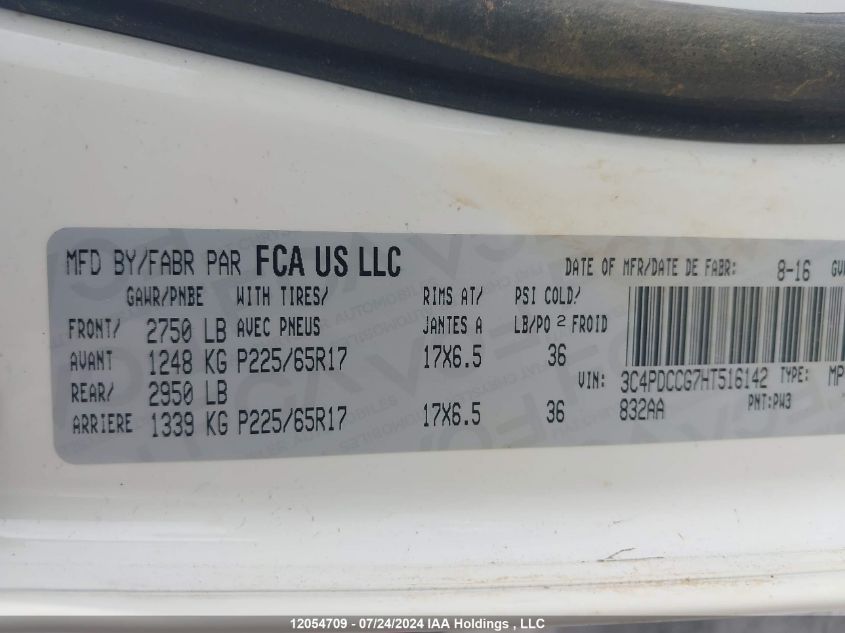 MFD BY/FABR PAR FCA US LLC DATE OF MFR/DATE DE FABR: 8-16
GAWR/PNBE WITH TIRES/ RIMS AT/ PSI COLD/
FRONT/ 2750 LB AVEC PNEUS JANTES A LB/PO 2 FROID
AVANT 1248 KG P225/65R17 17X6.5 36
VIN: 3C4PDCCG7HT516142 TYPE: MP
REAR/ 2950 LB
832AA PNT:PW3
ARRIERE 1339 KG P225/65R17 17X6.5 36
12054709 - 07/24/2024 IAA Holdings , LLC